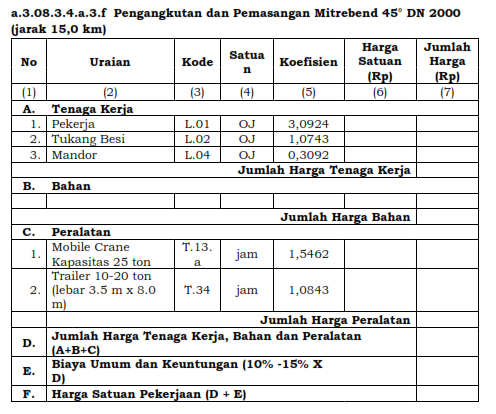 a.3.08.3.4.a.3.f Pengangkutan dan Pemasangan Mitrebend 45° DN 2000
(jarak 15,0 km)
No Uraian Kode Satua
n Koefisien Harga
Satuan
(Rp) Jumlah
Harga
(Rp)
(1) (2) (3) (4) (5) (6) (7)
A. Tenaga Kerja
1. Pekerja L.01 OJ 3,0924
2. Tukang Besi L.02 OJ 1,0743
3. Mandor L.04 OJ 0,3092
Jumlah Harga Tenaga Kerja
B. Bahan
Jumlah Harga Bahan
C. Peralatan
1. Mobile Crane
Kapasitas 25 ton T.13.
a jam 1,5462
2. Trailer 10-20 ton
(lebar 3.5 m x 8.0
m) T.34 jam 1,0843
Jumlah Harga Peralatan
D. Jumlah Harga Tenaga Kerja, Bahan dan Peralatan
(A+B+C)
E. Biaya Umum dan Keuntungan (10% -15% X
D)
F. Harga Satuan Pekerjaan (D + E)